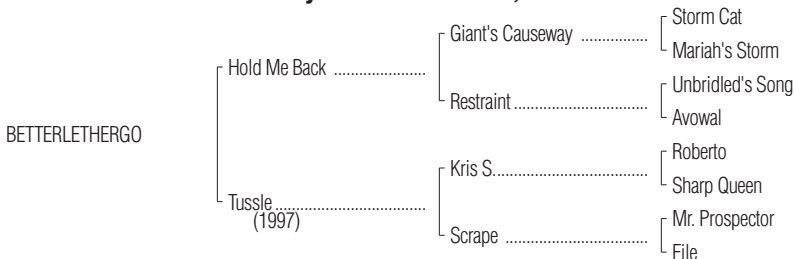 Storm Cat
Giant's Causeway ................
Mariah's Storm
Hold Me Back ......................
Unbridled's Song
Restraint ................................
Avowal
BETTERLETHERGO
Roberto
Kris S. ....................................
Sharp Queen
Tussle ....................................
(1997)
Mr. Prospector
Scrape ..................................
File